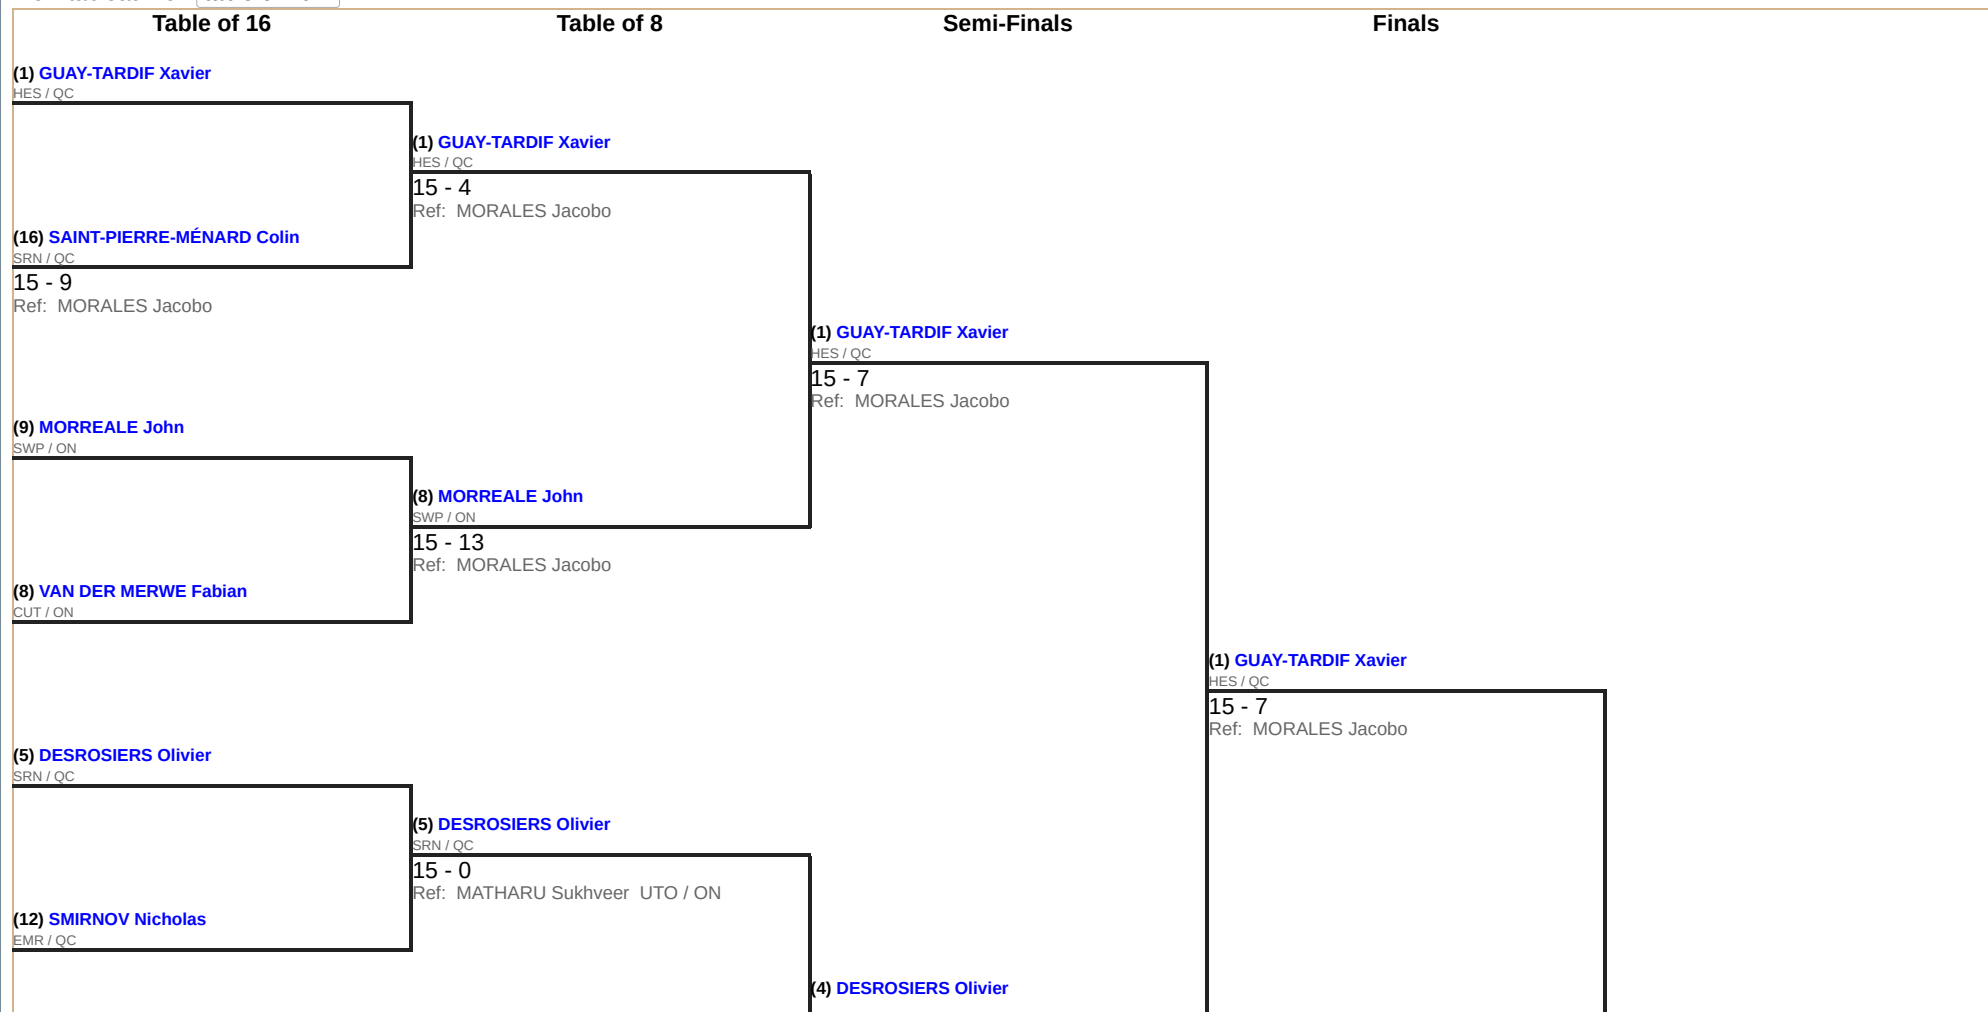 Table of 16
Table of 8
Semi-Finals
Finals
(1) GUAY-TARDIF Xavier
HES / QC
(1) GUAY-TARDIF Xavier
HES / QC
15 - 4
Ref: MORALES Jacobo
(16) SAINT-PIERRE-MÉNARD Colin
SRN / QC
15 - 9
Ref: MORALES Jacobo
(1) GUAY-TARDIF Xavier
HES / QC
15 - 7
Ref: MORALES Jacobo
(9) MORREALE John
SWP / ON
(8) MORREALE John
SWP / ON
15 - 13
Ref: MORALES Jacobo
(8) VAN DER MERWE Fabian
CUT / ON
(1) GUAY-TARDIF Xavier
HES / QC
15 - 7
Ref: MORALES Jacobo
(5) DESROSIERS Olivier
SRN / QC
(5) DESROSIERS Olivier
SRN / QC
15 - 0
Ref: MATHARU Sukhveer UTO / ON
(12) SMIRNOV Nicholas
EMR / QC
(4) DESROSIERS Olivier